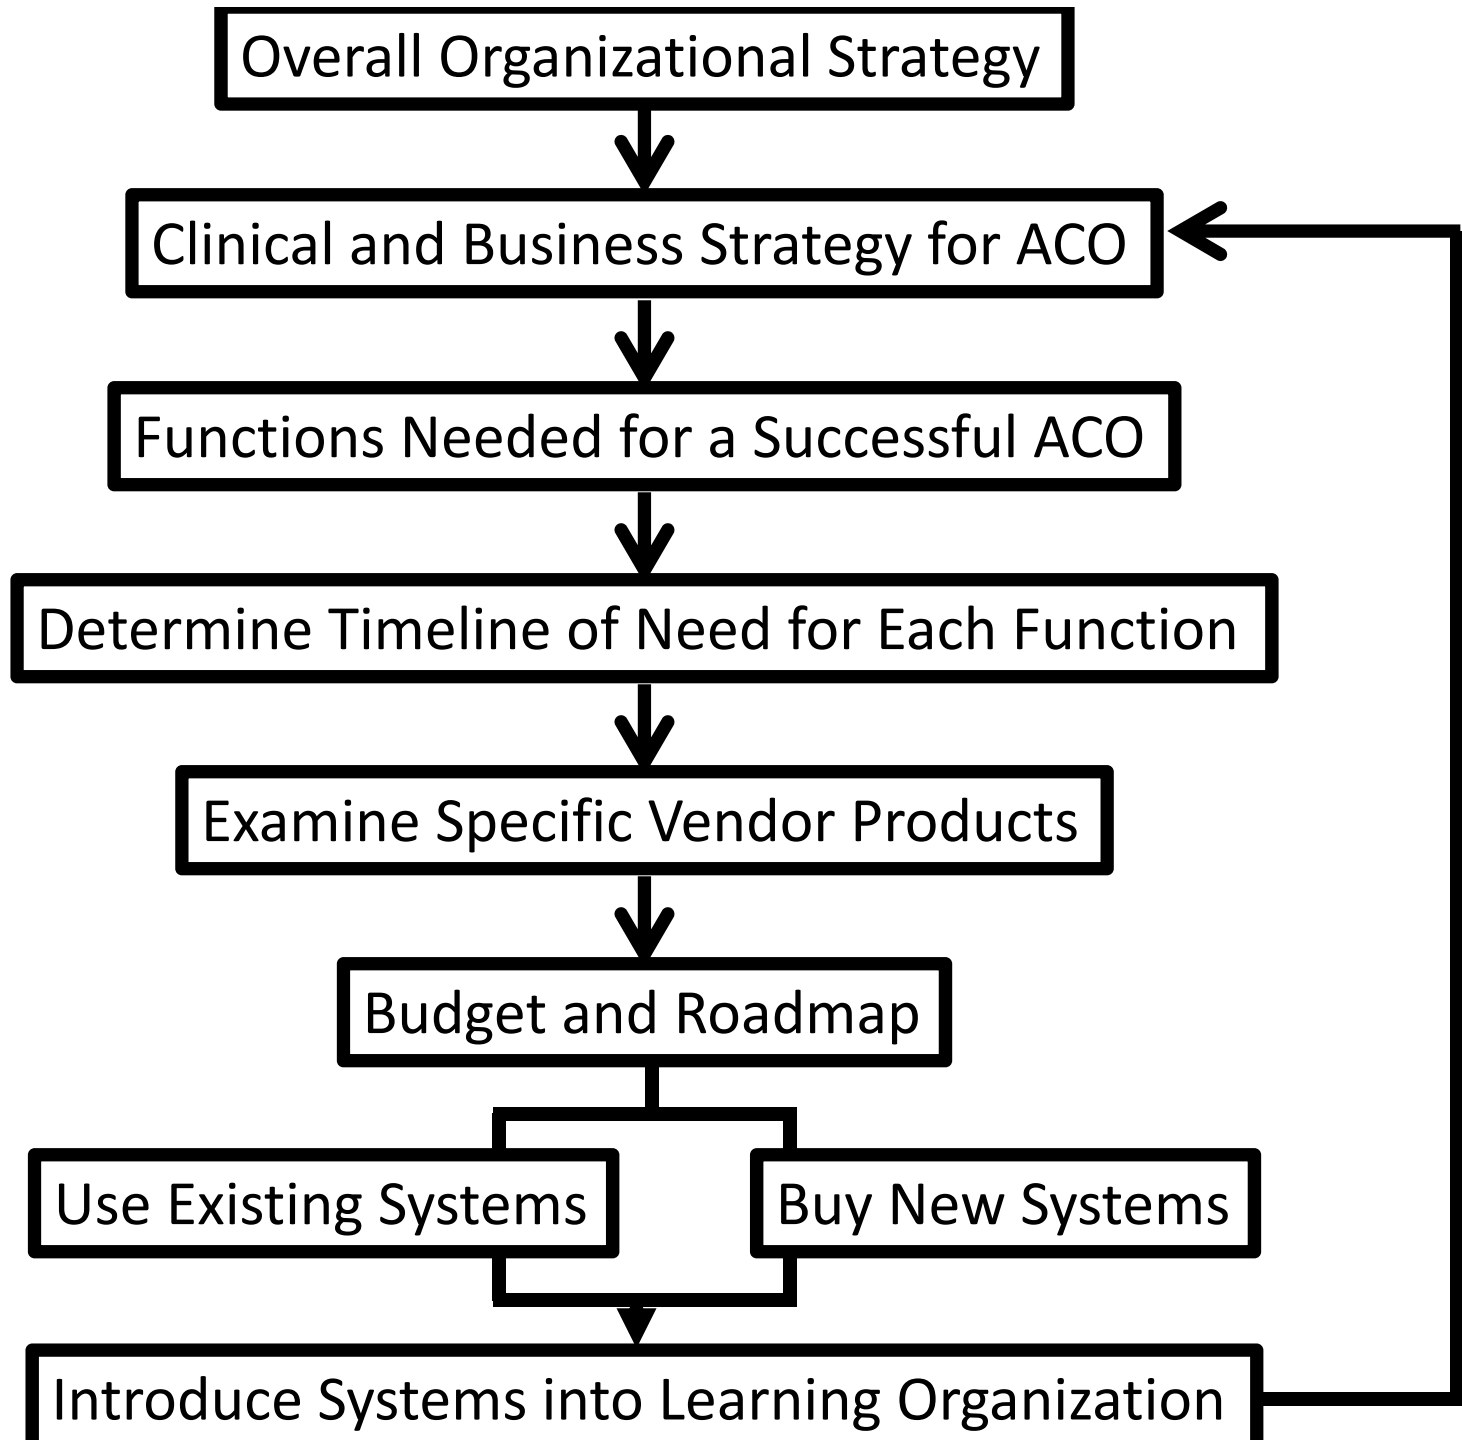 Overall Organizational Strategy
Clinical and Business Strategy for ACO
Functions Needed for a Successful ACO
Determine Timeline of Need for Each Function
Examine Specific Vendor Products
Budget and Roadmap
Use Existing Systems
Buy New Systems
Introduce Systems into Learning Organization